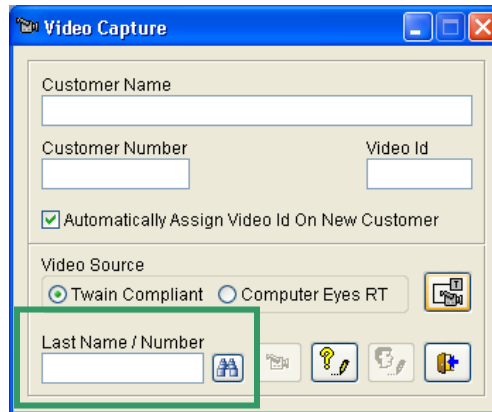 Video Capture
Customer Name
Customer Number Video Id
Automatically Assign Video Id On New Customer
Video Source
Twain Compliant Computer Eyes RT
T
Last Name / Number